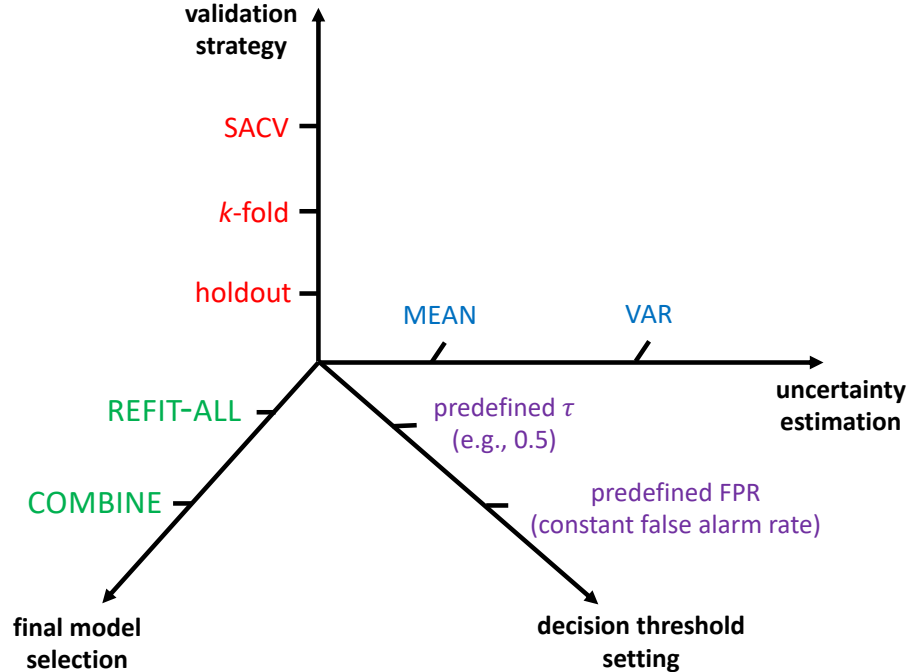 validation
strategy
SACV
k-fold
holdout
MEAN
VAR
uncertainty
estimation
REFIT-ALL
predefined τ
(e.g., 0.5)
COMBINE
predefined FPR
(constant false alarm rate)
final model
selection
decision threshold
setting